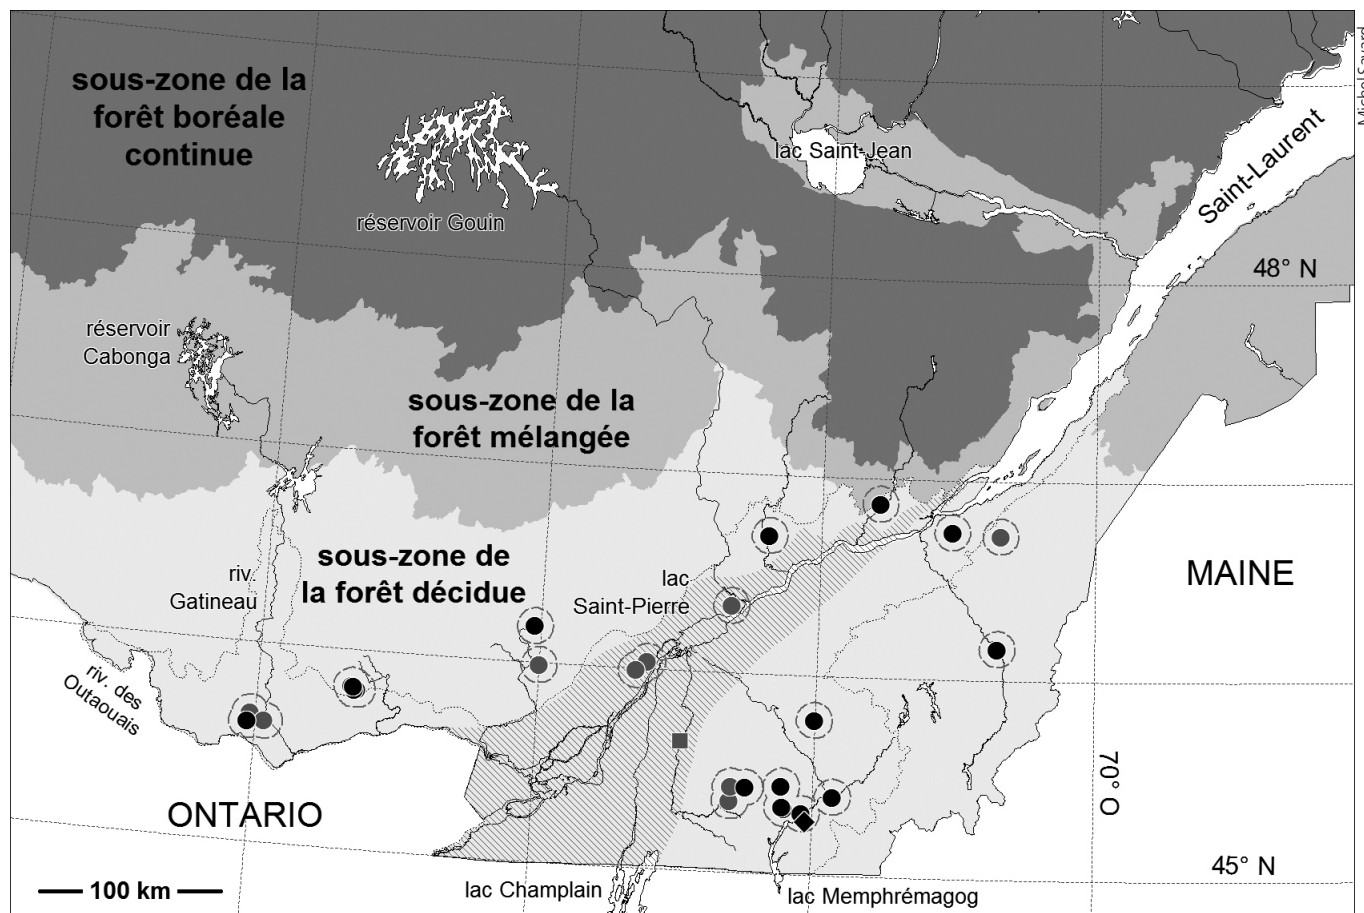 sous-zone de la
forêt boréale
continue
Michel Savard
lac Saint-Jean
Saint-Laurent
réservoir Gouin
48° N
réservoir
Cabonga
sous-zone de la
forêt mélangée
sous-zone de
la forêt décidue
riv.
Gatineau
lac
Saint-Pierre
MAINE
riv. des
Outaouais
70° O
ONTARIO
45° N
100 km
lac Champlain
lac Memphrémagog